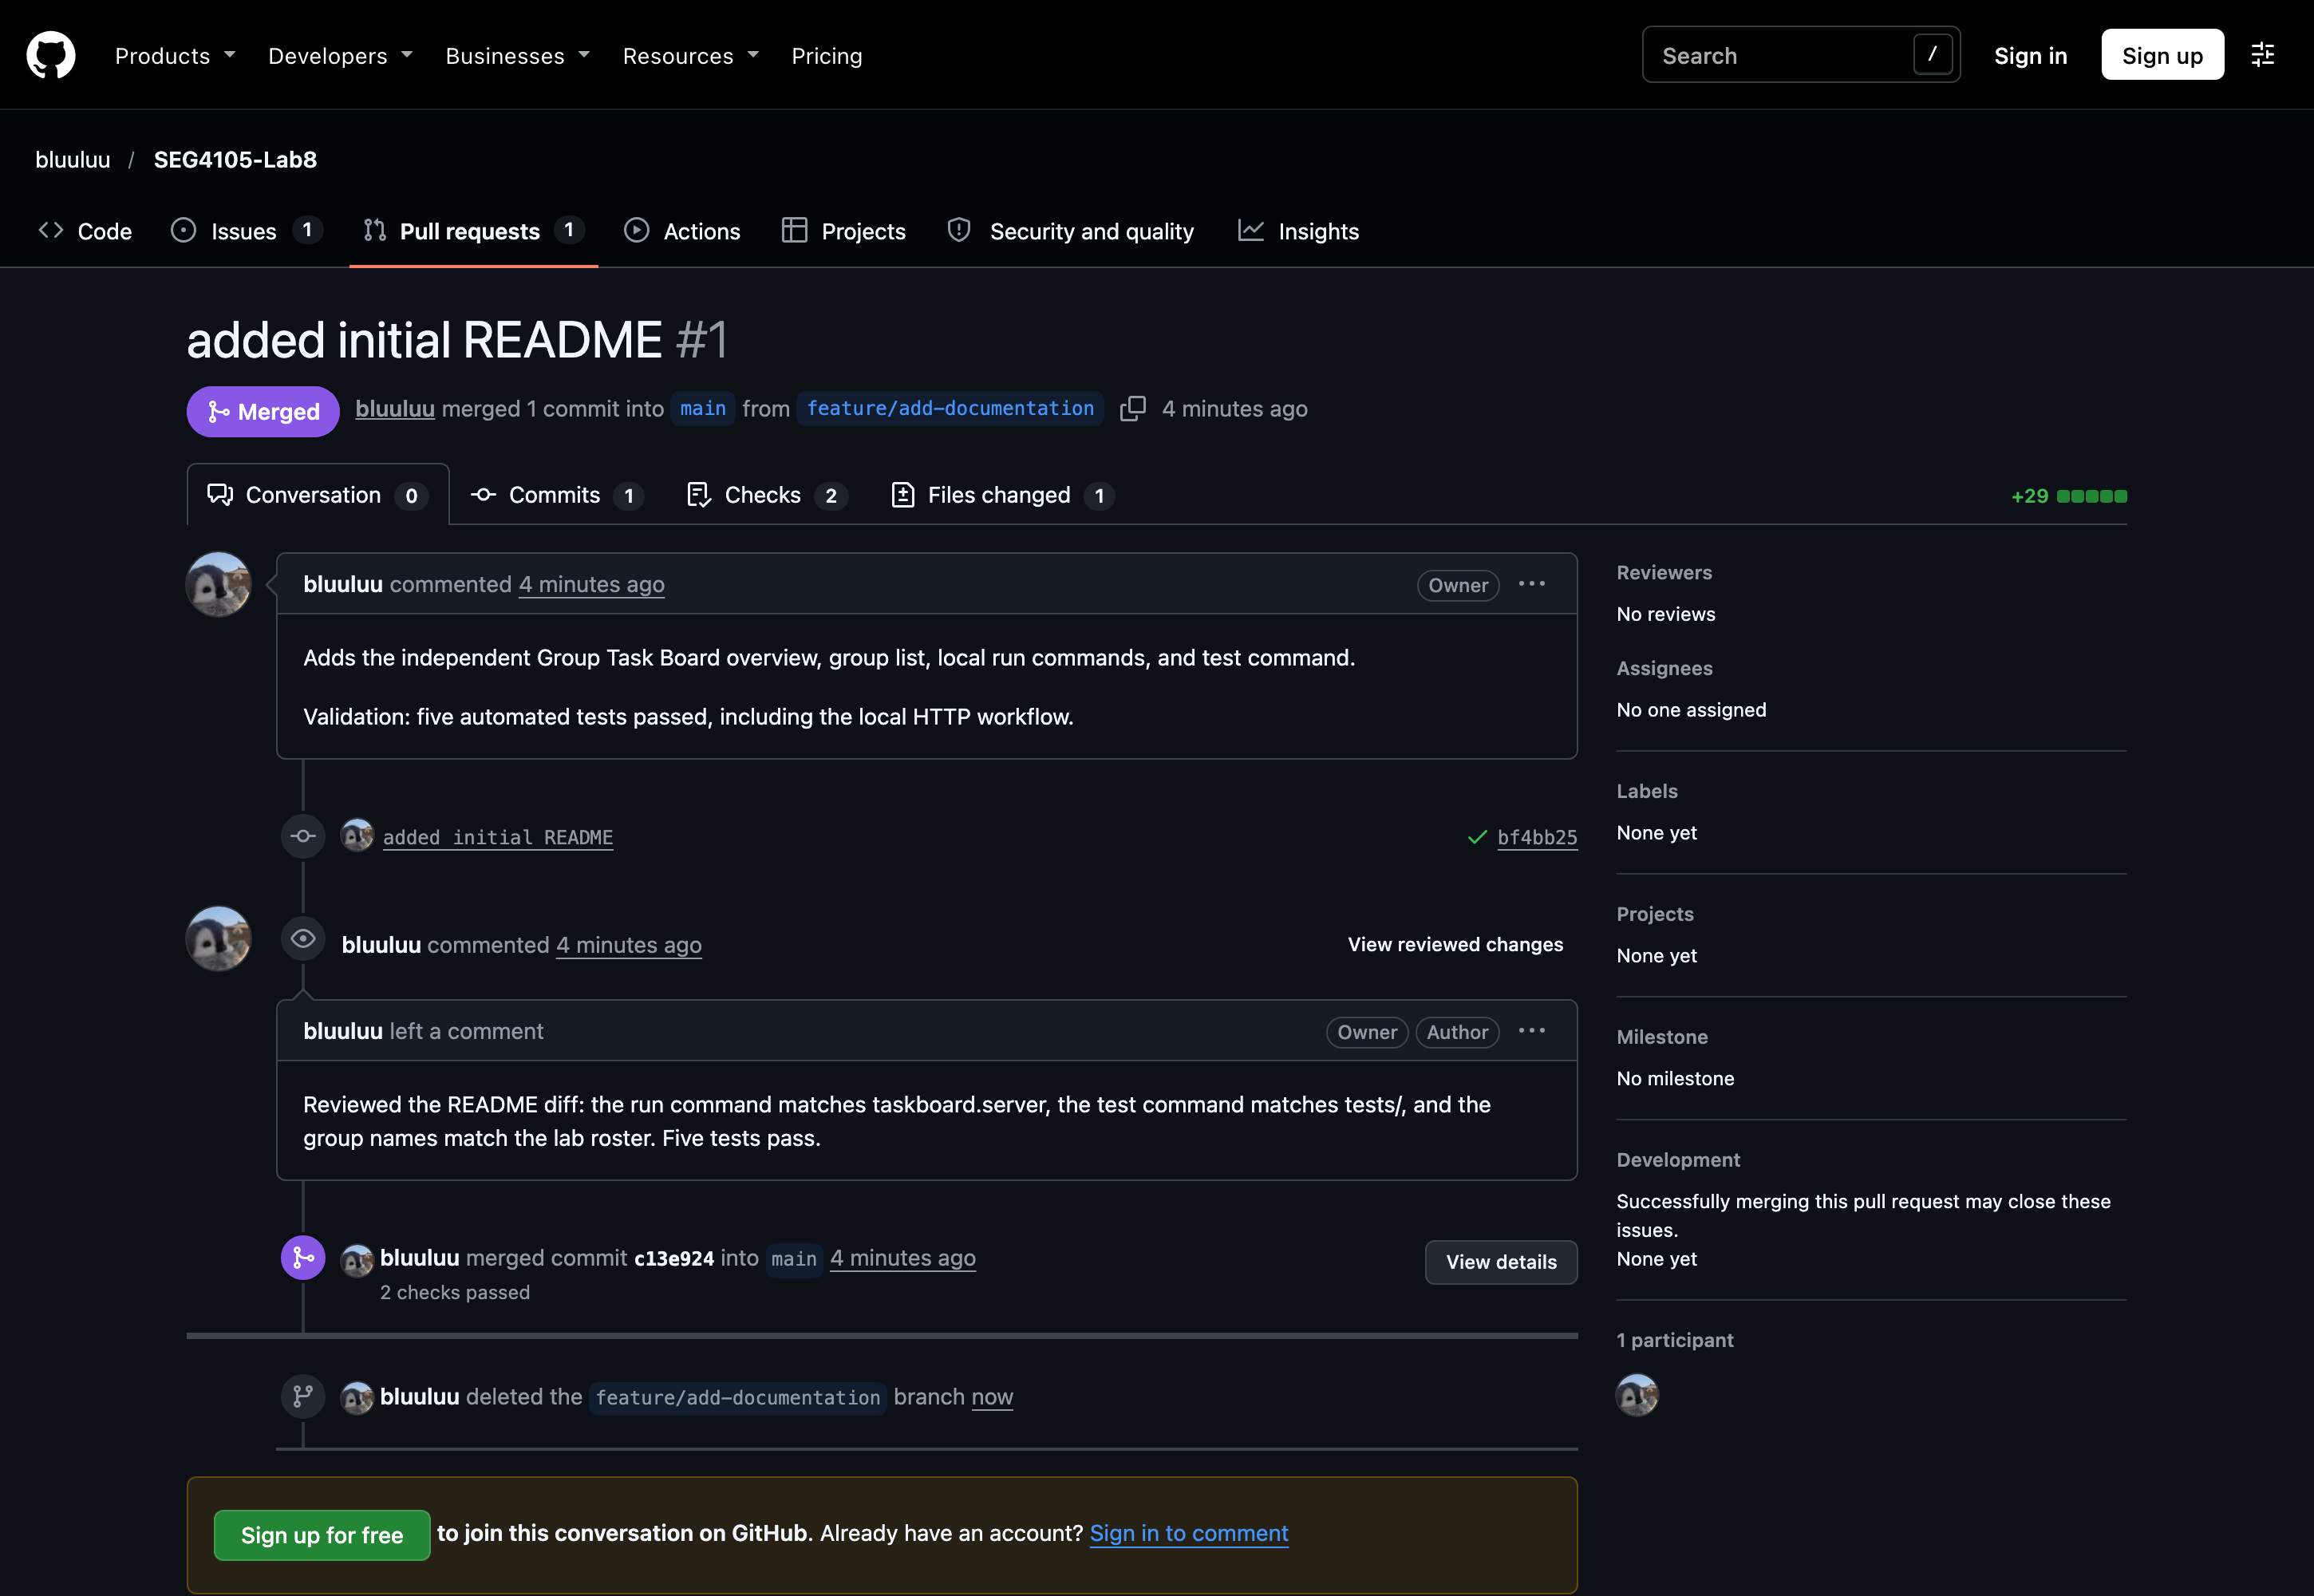 Products Developers Businesses Resources Pricing Search / Sign in Sign up
bluuluu / SEG4105-Lab8
Code Issues 1 Pull requests 1 Actions Projects Security and quality Insights
added initial README #1
Merged bluuluu merged 1 commit into main from feature/add-documentation 4 minutes ago
Conversation 0 Commits 1 Checks 2 Files changed 1 +29
bluuluu commented 4 minutes ago Owner
Adds the independent Group Task Board overview, group list, local run commands, and test command.
Validation: five automated tests passed, including the local HTTP workflow.
added initial README bf4bb25
bluuluu commented 4 minutes ago View reviewed changes
bluuluu left a comment Owner Author
Reviewed the README diff: the run command matches taskboard.server, the test command matches tests/, and the
group names match the lab roster. Five tests pass.
bluuluu merged commit c13e924 into main 4 minutes ago View details
2 checks passed
bluuluu deleted the feature/add-documentation branch now
Sign up for free to join this conversation on GitHub. Already have an account? Sign in to comment
Reviewers
No reviews
Assignees
No one assigned
Labels
None yet
Projects
None yet
Milestone
No milestone
Development
Successfully merging this pull request may close these
issues.
None yet
1 participant